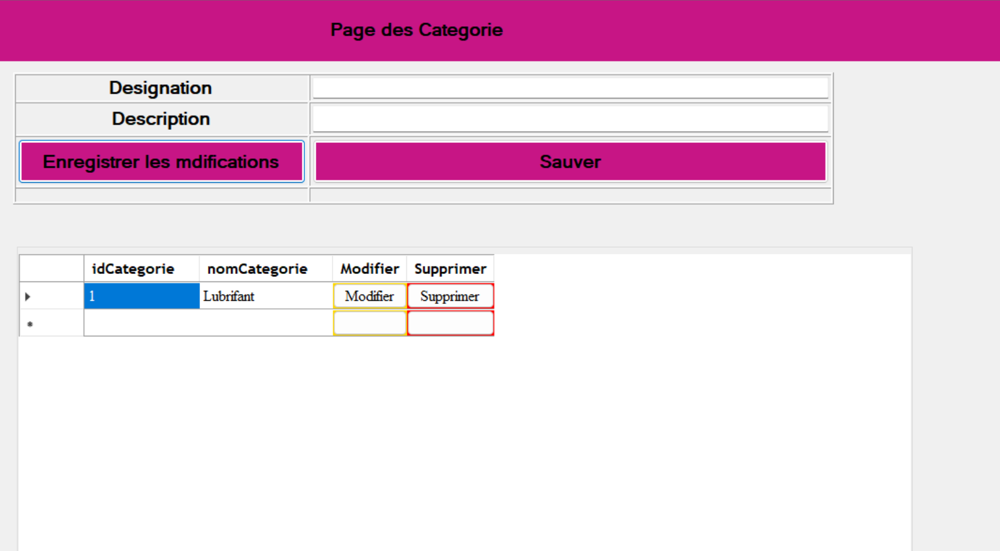 Page des Categorie
Designation
Description
Enregistrer les mdifications Sauver
idCategorie nomCategorie Modifier Supprimer
1 Lubrifant Modifier Supprimer